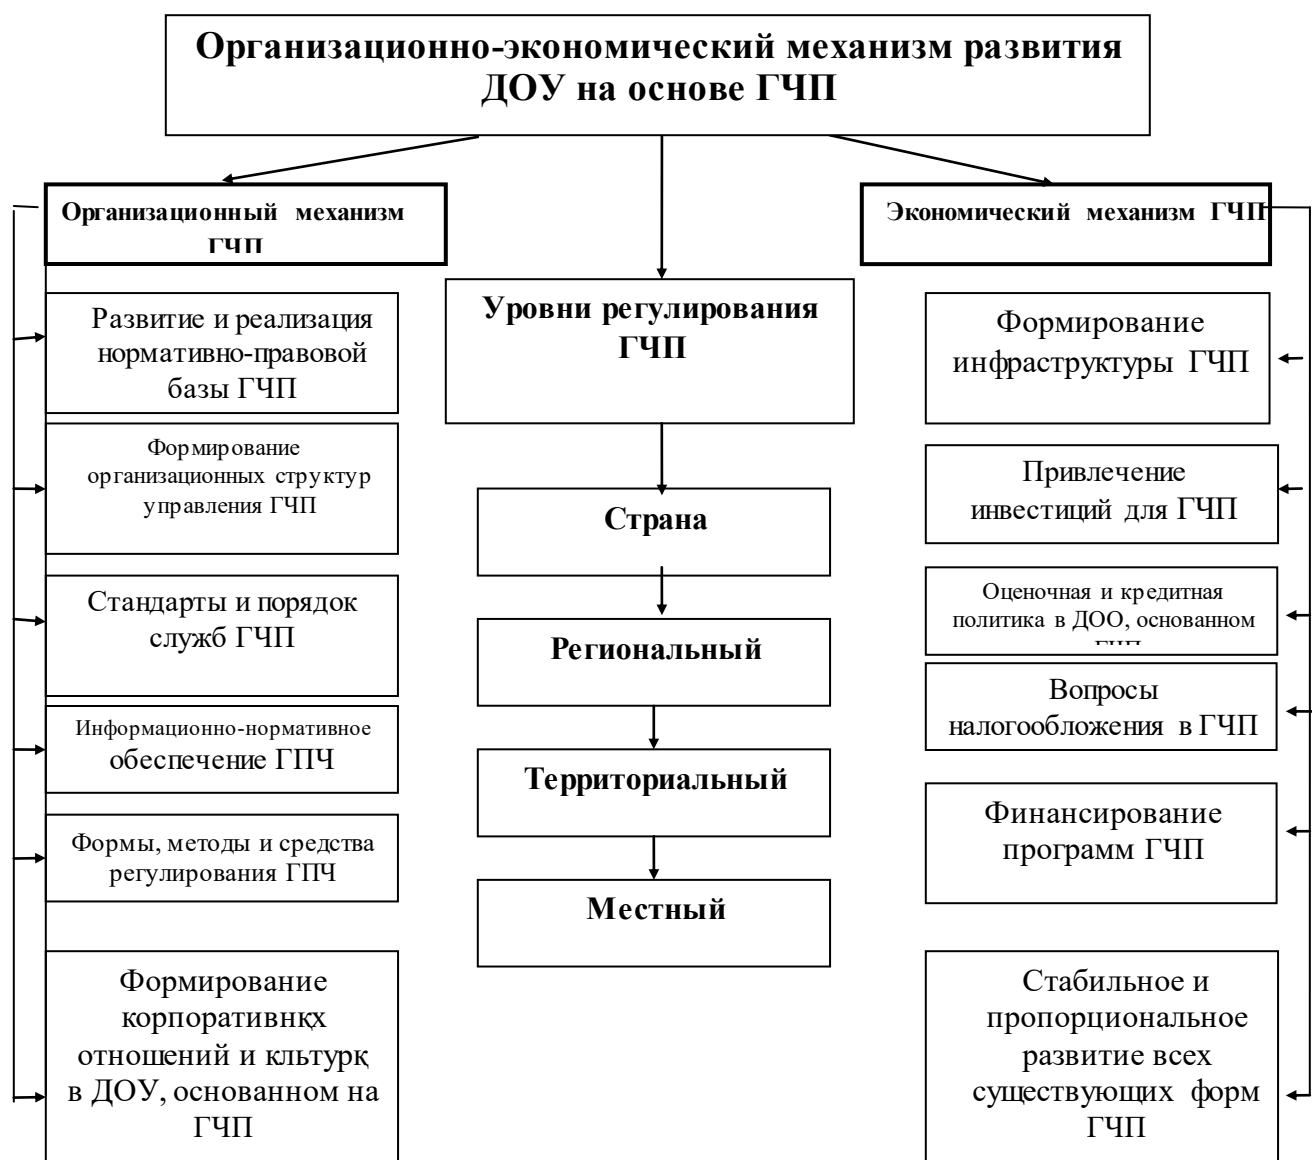 Организационно-экономический механизм развития
ДОУ на основе ГЧП
Организационный механизм
ГЧП
Развитие и реализация
нормативно-правовой
базы ГЧП
Формирование
организационных структур
управления ГЧП
Стандарты и порядок
служб ГЧП
Информационно-нормативное
обеспечение ГПЧ
Формы, методы и средства
регулирования ГПЧ
Формирование
корпоративнқх
отношений и кльтурқ
в ДОУ, основанном на
ГЧП
Уровни регулирования
ГЧП
Страна
Региональный
Территориальный
Местный
Экономический механизм ГЧП
Формирование
инфраструктуры ГЧП
Привлечение
инвестиций для ГЧП
Оценочная и кредитная
политика в ДОО, основанном
Вопросы
налогообложения в ГЧП
Финансирование
программ ГЧП
Стабильное и
пропорциональное
развитие всех
существующих форм
ГЧП